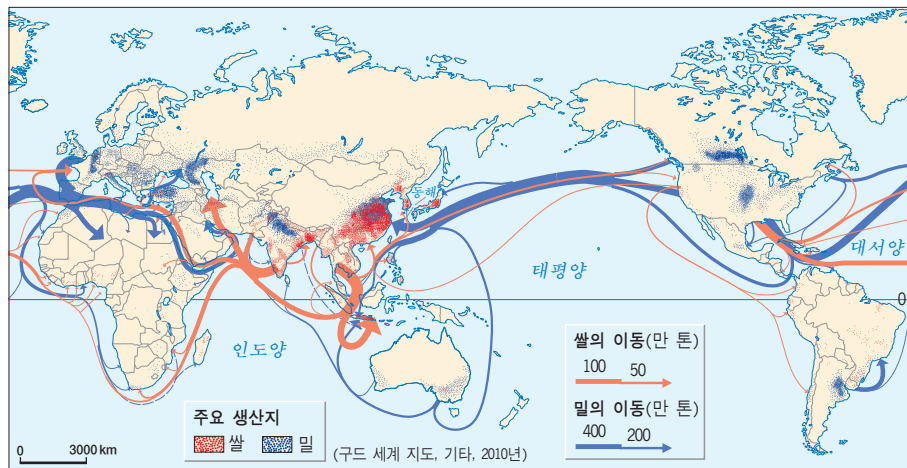 동해
태평양
대서양
0
인도양
쌀의 이동(만 톤)
100 50
밀의 이동(만 톤)
400 200
주요 생산지
쌀 밀
0 3000 km
(구드 세계 지도, 기타, 2010년)